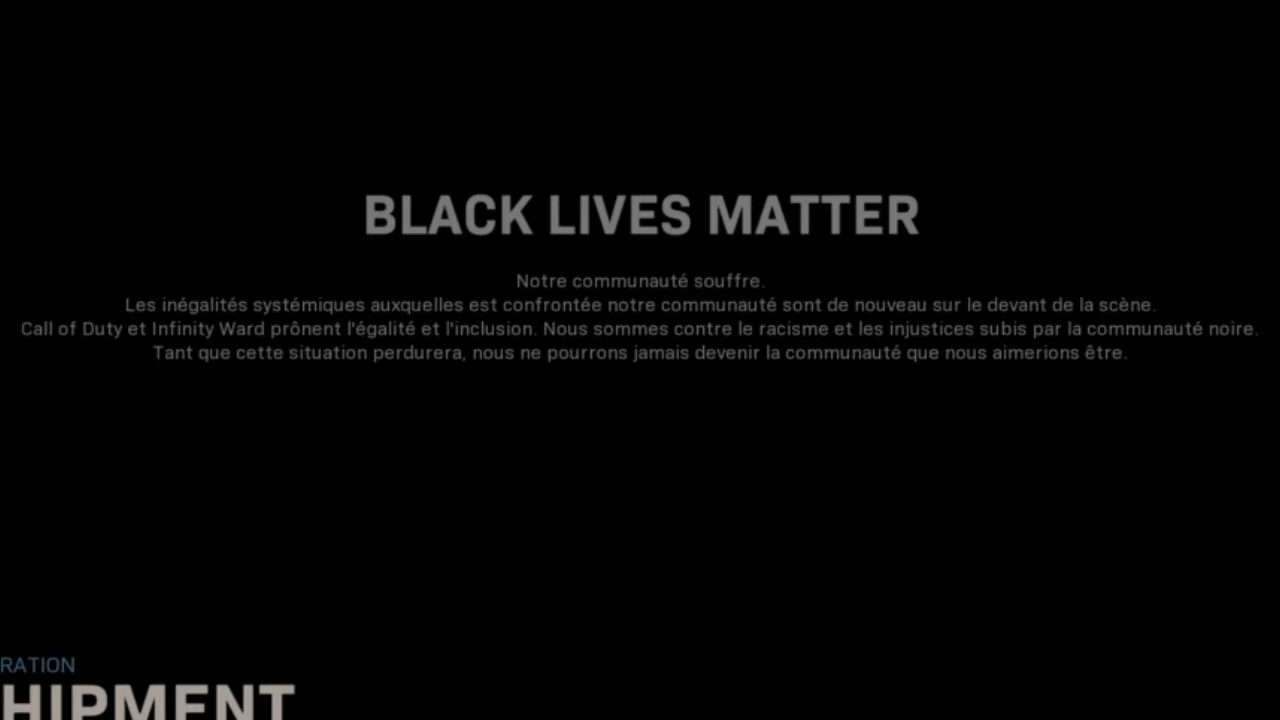 BLACK LIVES MATTER
Notre communauté souffre.
Les inégalités systémiques auxquelles est confrontée notre communauté sont de nouveau sur le devant de la scène.
Call of Duty et Infinity Ward prônent l'égalité et l'inclusion. Nous sommes contre le racisme et les injustices subis par la communauté noire.
Tant que cette situation perdurera, nous ne pourrons jamais devenir la communauté que nous aimerions être.
RATION
HIPMENT